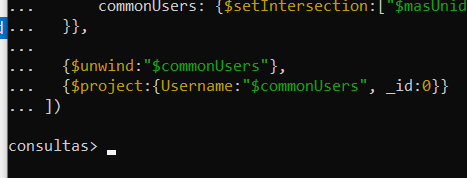 ...     commonUsers: {$setIntersection:["$masUnid
... }},
...
... {$unwind:"$commonUsers"},
... {$project:{Username:"$commonUsers", _id:0}}
... ])
consultas>